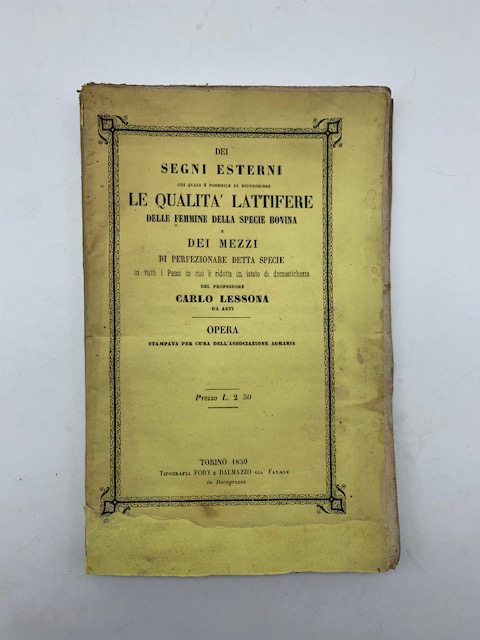 DEI
SEGNI ESTERNI
COI QUALI È POSSIBILE DI RICONOSCERE
LE QUALITA' LATTIFERE
DELLE FEMMINE DELLA SPECIE BOVINA
E
DEI MEZZI
DI PERFEZIONARE DETTA SPECIE
in tutti i Paesi in cui è ridotta in istato di domestichezza
DEL PROFESSORE
CARLO LESSONA
DA ASTI
OPERA
STAMPATA PER CURA DELL'ASSOCIAZIONE AGRARIA
Prezzo L. 2 50
TORINO 1850
TIPOGRAFIA FORY E DALMAZZO GIA' FAVALE
in Doragrossa